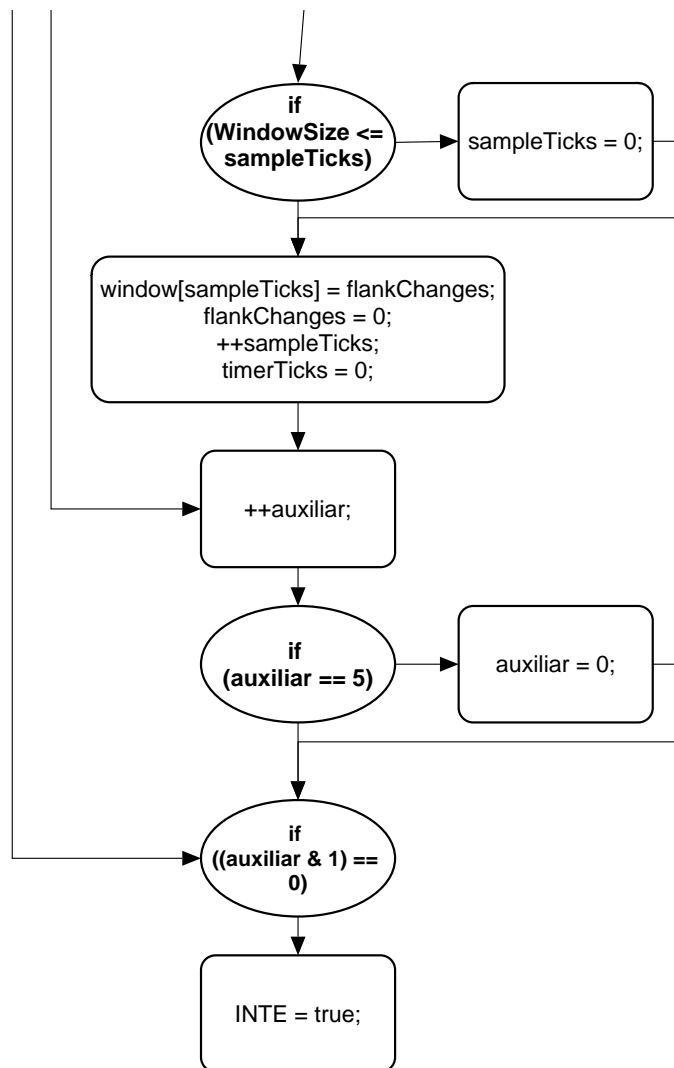 if
(WindowSize <=
sampleTicks)
sampleTicks = 0;
window[sampleTicks] = flankChanges;
flankChanges = 0;
++sampleTicks;
timerTicks = 0;
++auxiliar;
if
(auxiliar == 5)
auxiliar = 0;
if
((auxiliar & 1) ==
0)
INTE = true;